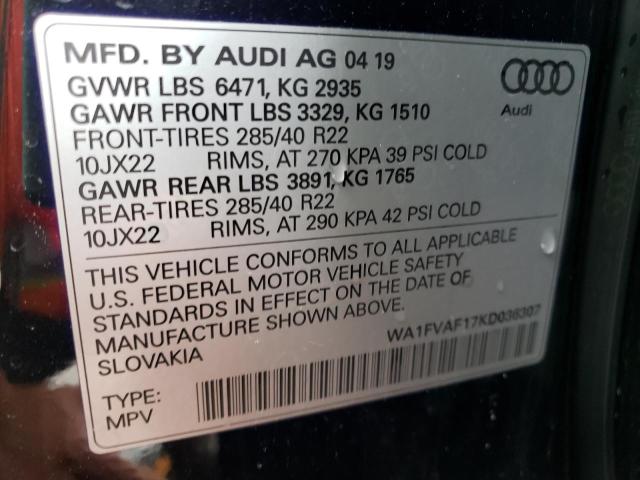 MFD. BY AUDI AG 04 19
GVWR LBS 6471, KG 2935
GAWR FRONT LBS 3329, KG 1510
FRONT-TIRES 285/40 R22
10JX22 RIMS, AT 270 KPA 39 PSI COLD
GAWR REAR LBS 3891, KG 1765
REAR-TIRES 285/40 R22
10JX22 RIMS, AT 290 KPA 42 PSI COLD
Audi
THIS VEHICLE CONFORMS TO ALL APPLICABLE
U.S. FEDERAL MOTOR VEHICLE SAFETY
STANDARDS IN EFFECT ON THE DATE OF
MANUFACTURE SHOWN ABOVE.
SLOVAKIA
WA1FVAF17KD036307
TYPE:
MPV